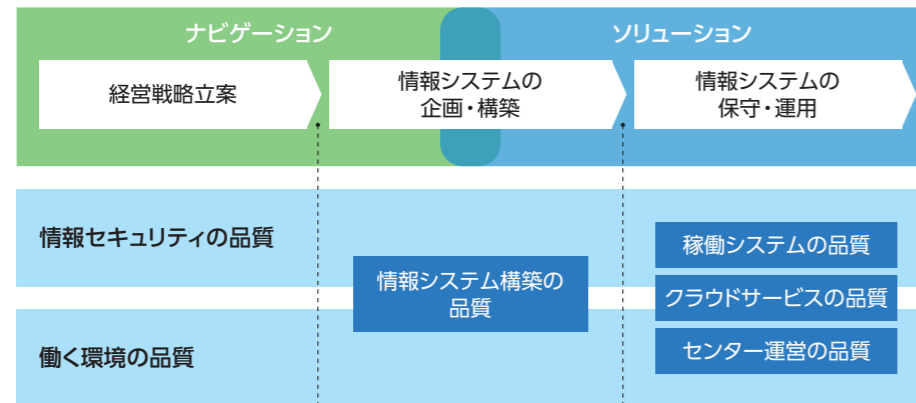 ナビゲーション
ソリューション
経営戦略立案
情報システムの
企画・構築
情報システムの
保守・運用
情報セキュリティの品質
情報システム構築の
品質
稼働システムの品質
クラウドサービスの品質
センター運営の品質
働く環境の品質